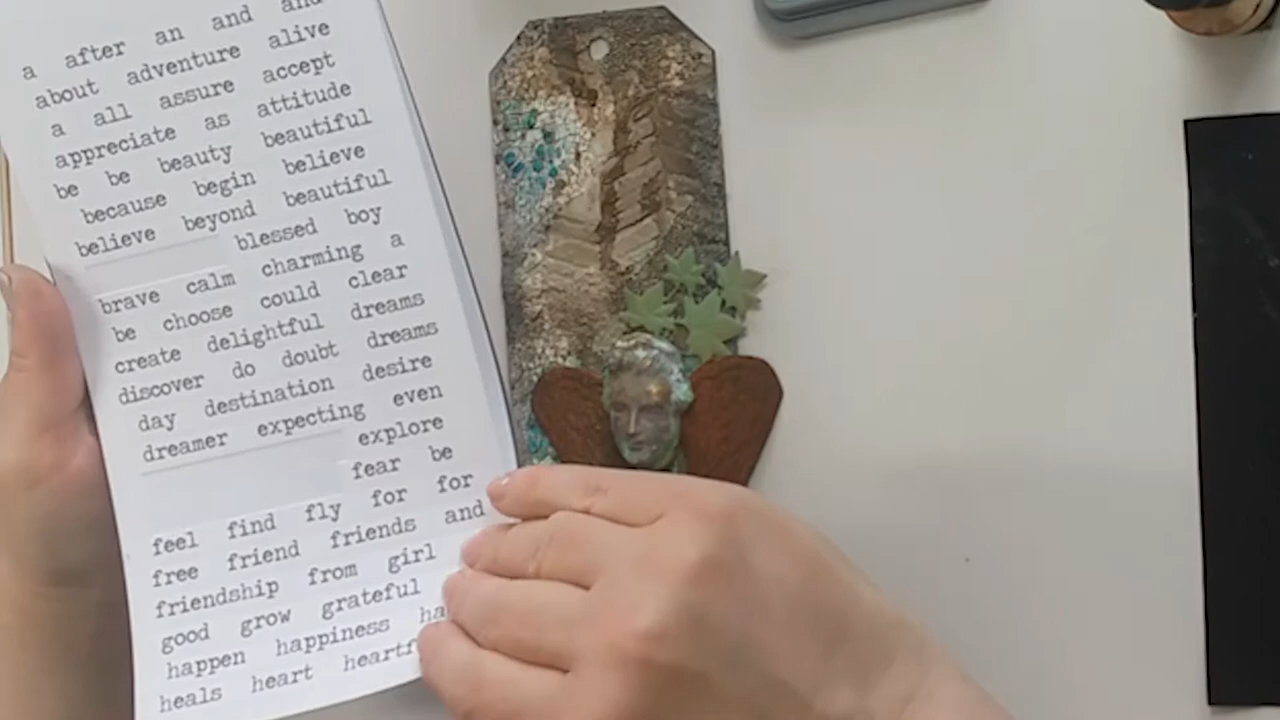 a after an and and
about adventure alive
a all assure accept
appreciate as attitude
be be beauty beautiful
because begin believe
believe beyond beautiful
blessed boy
brave calm charming a
be choose could clear
create delightful dreams
discover do doubt dreams
day destination desire
dreamer expecting even
explore
fear be
feel find fly for for
free friend friends and
friendship from girl
good grow grateful
happen happiness
heals heart